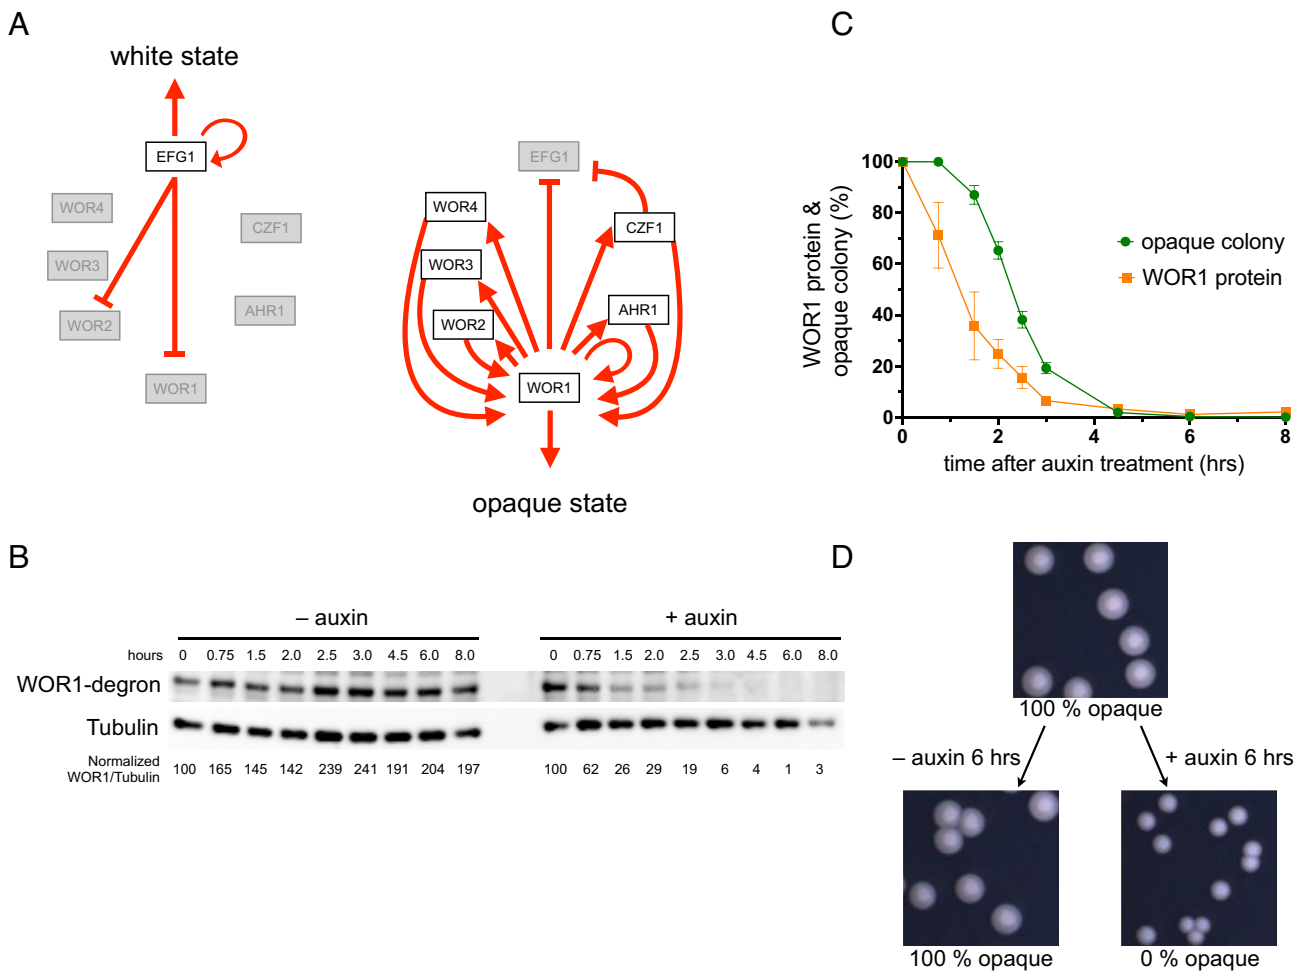 A
white state
EFG1
WOR4
CZF1
WOR3
AHR1
WOR2
WOR1
EFG1
WOR4
CZF1
WOR3
AHR1
WOR2
WOR1
opaque state
B
– auxin
+ auxin
hours 0 0.75 1.5 2.0 2.5 3.0 4.5 6.0 8.0 0 0.75 1.5 2.0 2.5 3.0 4.5 6.0 8.0
WOR1-degron
Tubulin
Normalized
WOR1/Tubulin
100 165 145 142 239 241 191 204 197 100 62 26 29 19 6 4 1 3
C
WOR1 protein &
opaque colony (%)
100
80
60
40
20
0
0 2 4 6 8
time after auxin treatment (hrs)
opaque colony
WOR1 protein
D
100 % opaque
– auxin 6 hrs
+ auxin 6 hrs
100 % opaque
0 % opaque